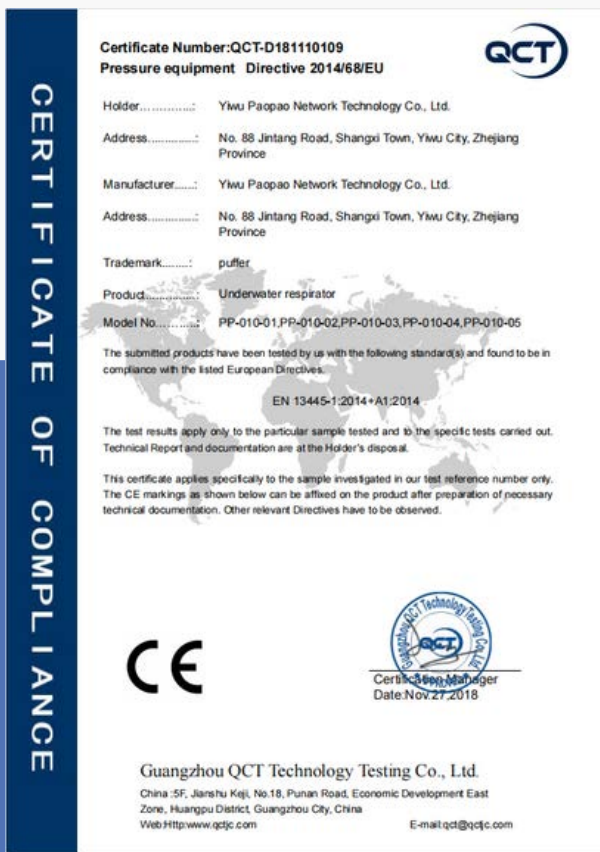 CERTIFICATE OF COMPLIANCE
Certificate Number:QCT-D181110109
Pressure equipment Directive 2014/68/EU
QCT
Holder..............: Yiwu Paopao Network Technology Co., Ltd.
Address..............: No. 88 Jintang Road, Shangxi Town, Yiwu City, Zhejiang
Province
Manufacturer......: Yiwu Paopao Network Technology Co., Ltd.
Address..............: No. 88 Jintang Road, Shangxi Town, Yiwu City, Zhejiang
Province
Trademark........: puffer
Product...............: Underwater respirator
Model No............: PP-010-01,PP-010-02,PP-010-03,PP-010-04,PP-010-05
The submitted products have been tested by us with the following standard(s) and found to be in
compliance with the listed European Directives.
EN 13445-1:2014+A1:2014
The test results apply only to the particular sample tested and to the specific tests carried out.
Technical Report and documentation are at the Holder's disposal.
This certificate applies specifically to the sample investigated in our test reference number only.
The CE markings as shown below can be affixed on the product after preparation of necessary
technical documentation. Other relevant Directives have to be observed.
CE
Guangzhou QCT Technology Testing Co., Ltd.
QCT
Certification Manager
Date:Nov.27,2018
Guangzhou QCT Technology Testing Co., Ltd.
China :5F, Jianshu Keji, No.18, Punan Road, Economic Development East
Zone, Huangpu District, Guangzhou City, China
Web:Http:www.qctjc.com E-mail:qct@qctjc.com